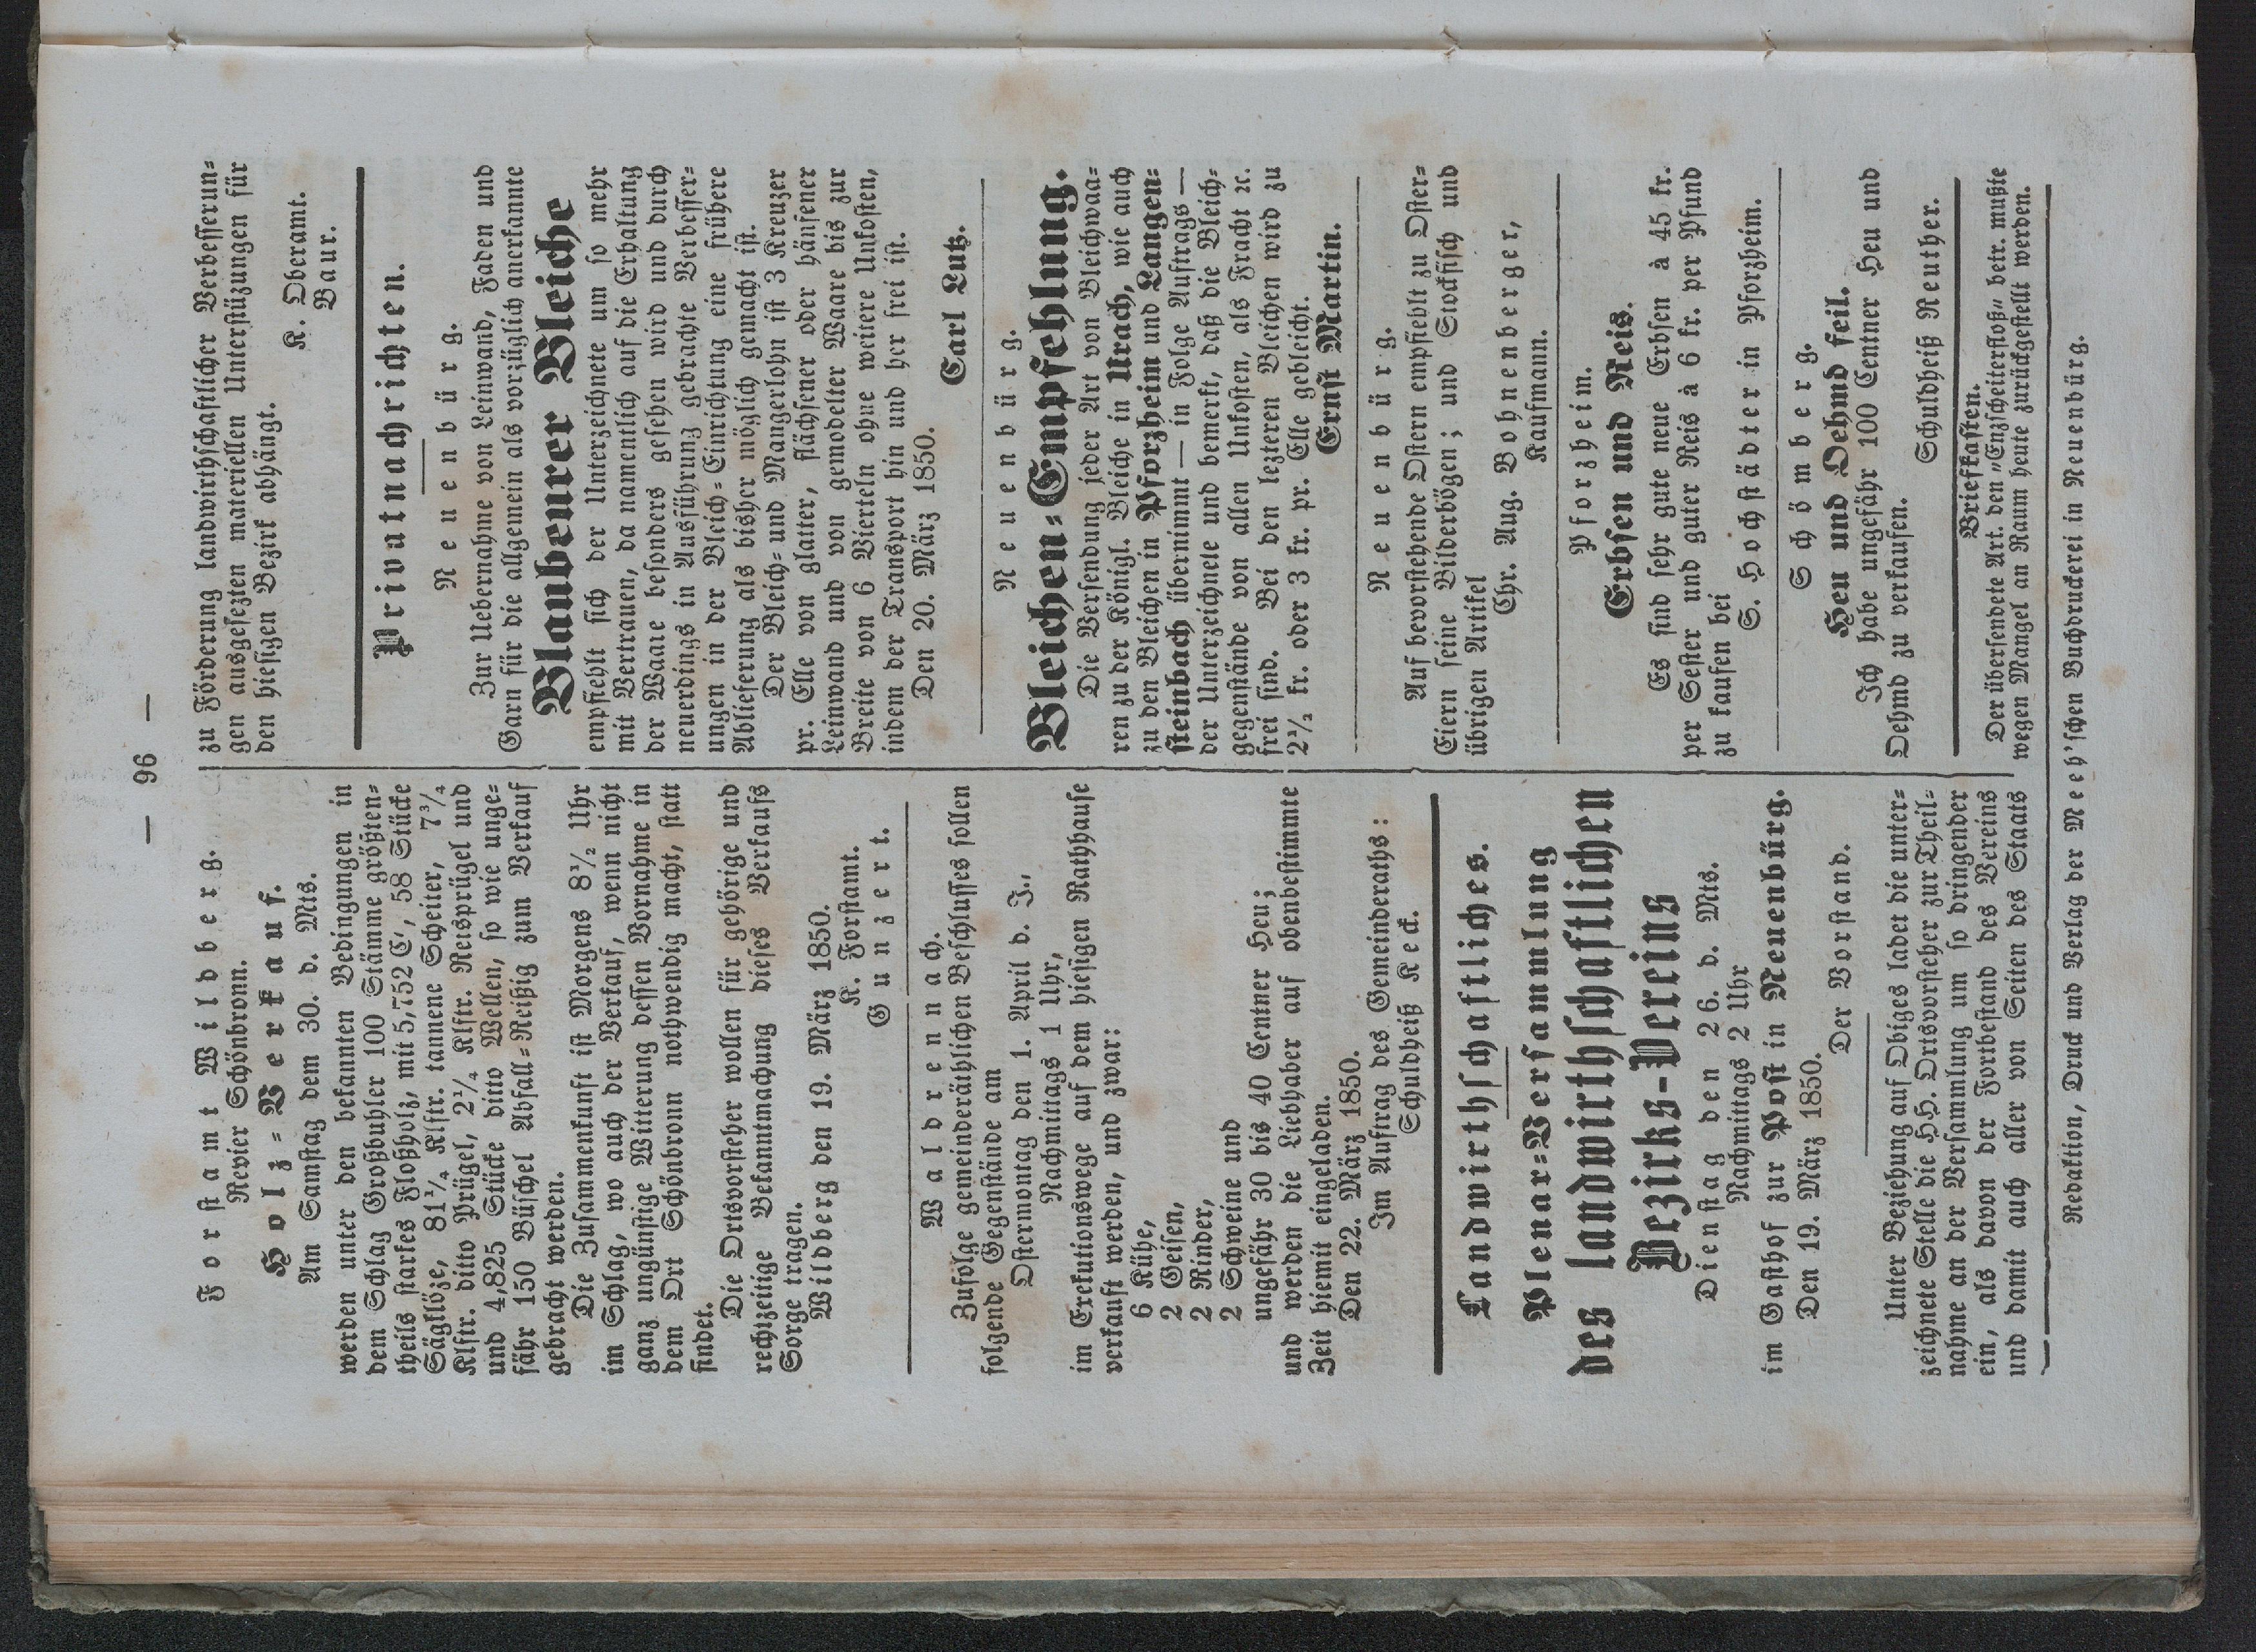 — 96 —
Forstamt Wildberg.
Revier Schönbronn.
Holz-Verkauf.
Am Samstag dem 30. d. Mts.
werden unter den bekannten Bedingungen in
dem Schlag Großbuhler 100 Stämme größten-
theils starkes Floßholz, mit 5,752 C', 58 Stücke
Sägklöze, 81¼ Klftr. tannene Scheiter, 7¾
Klftr. ditto Prügel, 2¼ Klftr. Reisprügel und
und 4,825 Stücke ditto Wellen, so wie unge-
fähr 150 Büschel Abfall-Reißig zum Verkauf
gebracht werden.
Die Zusammenkunft ist Morgens 8½ Uhr
im Schlag, wo auch der Verkauf, wenn nicht
ganz ungünstige Witterung dessen Vornahme in
dem Ort Schönbronn nothwendig macht, statt
findet.
Die Ortsvorsteher wollen für gehörige und
rechtzeitige Bekanntmachung dieses Verkaufs
Sorge tragen.
Wildberg den 19. März 1850.
K. Forstamt.
Gunzert.
Waldrennach.
Zufolge gemeinderäthlichen Beschlusses sollen
folgende Gegenstände am
Ostermontag den 1. April d. J.,
Nachmittags 1 Uhr,
im Exekutionswege auf dem hiesigen Rathhause
verkauft werden, und zwar:
6 Kühe,
2 Geisen,
2 Rinder,
2 Schweine und
ungefähr 30 bis 40 Centner Heu;
und werden die Liebhaber auf obenbestimmte
Zeit hiemit eingeladen.
Den 22. März 1850.
Im Auftrag des Gemeinderaths:
Schuldheiß Keck.
Landwirthschaftliches.
Plenar-Versammlung
des landwirthschaftlichen
Bezirks-Vereins
Dienstag den 26. d. Mts.
Nachmittags 2 Uhr
im Gasthof zur Post in Neuenbürg.
Den 19. März 1850.
Der Vorstand.
Unter Beziehung auf Obiges ladet die unter-
zeichnete Stelle die HH. Ortsvorsteher zur Theil-
nahme an der Versammlung um so dringender
ein, als davon der Fortbestand des Vereins
und damit auch aller von Seiten des Staats
zu Förderung landwirthschaftlicher Verbesserun-
gen ausgesezten materiellen Unterstüzungen für
den hiesigen Bezirk abhängt.
K. Oberamt.
Baur.
Privatnachrichten.
Neuenbürg.
Zur Uebernahme von Leinwand, Faden und
Garn für die allgemein als vorzüglich anerkannte
Blaubeurer Bleiche
empfiehlt sich der Unterzeichnete um so mehr
mit Vertrauen, da namentlich auf die Erhaltung
der Waare besonders gesehen wird und durch
neuerdings in Ausführung gebrachte Verbesser-
ungen in der Bleich-Einrichtung eine frühere
Ablieferung als bisher möglich gemacht ist.
Der Bleich- und Mangerlohn ist 3 Kreuzer
pr. Elle von glatter, flächsener oder hänfener
Leinwand und von gemodelter Waare bis zur
Breite von 6 Vierteln ohne weitere Unkosten,
indem der Transport hin und her frei ist.
Den 20. März 1850.
Carl Lutz.
Neuenbürg.
Bleichen-Empfehlung.
Die Versendung jeder Art von Bleichwaa-
ren zu der Königl. Bleiche in Urach, wie auch
zu den Bleichen in Pforzheim und Langen-
steinbach übernimmt — in Folge Auftrags —
der Unterzeichnete und bemerkt, daß die Bleich-
gegenstände von allen Unkosten, als Fracht ꝛc.
frei sind. Bei den lezteren Bleichen wird zu
2½ kr. oder 3 kr. pr. Elle gebleicht.
Ernst Martin.
Neuenbürg.
Auf bevorstehende Ostern empfiehlt zu Oster-
Eiern seine Bilderbögen; und Stockfisch und
übrigen Artikel
Chr. Aug. Bohnenberger,
Kaufmann.
Pforzheim.
Erbsen und Reis.
Es sind sehr gute neue Erbsen à 45 kr.
per Sester und guter Reis à 6 kr. per Pfund
zu kaufen bei
S. Hochstädter in Pforzheim.
Schömberg.
Heu und Oehmd feil.
Ich habe ungefähr 100 Centner Heu und
Oehmd zu verkaufen.
Schuldheiß Reuther.
Briefkasten.
Der übersendete Art. den "Enzscheiterfloß" betr. mußte
wegen Mangel an Raum heute zurückgestellt werden.
Redaktion, Druck und Verlag der Meeh'schen Buchdruckerei in Neuenbürg.